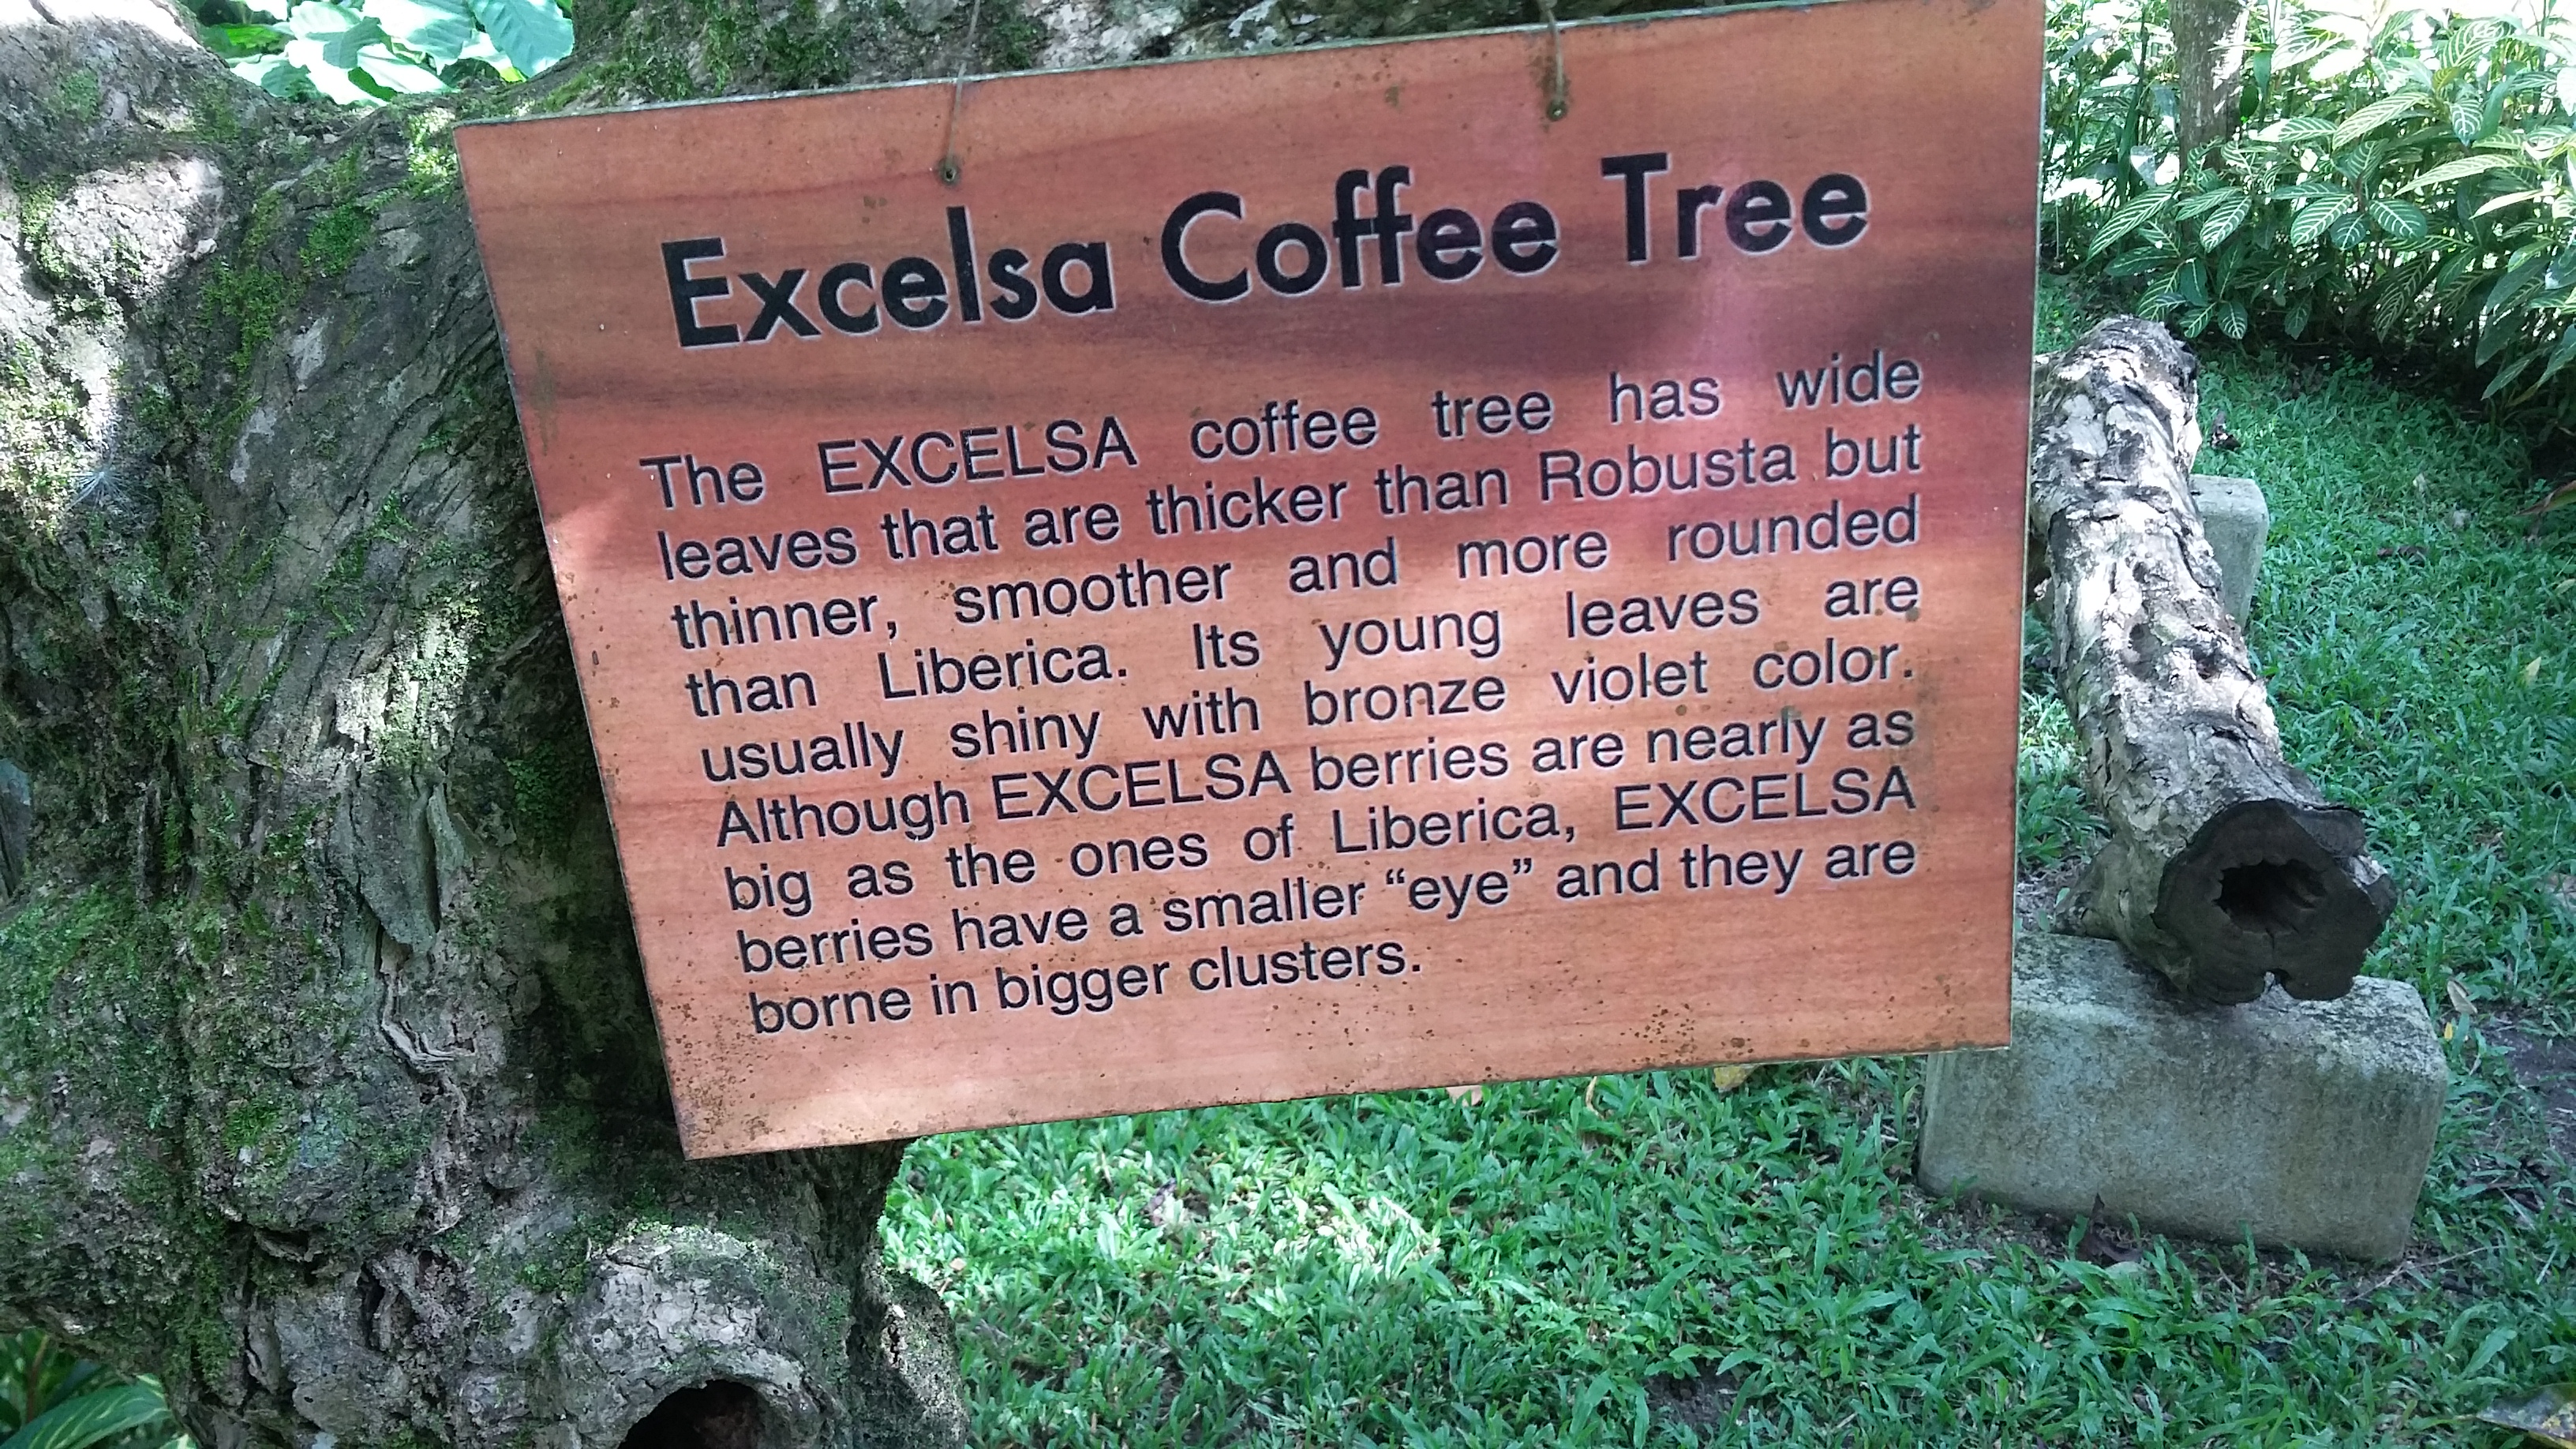 Excelsa Coffee Tree
The EXCELSA coffee tree has wide
leaves that are thicker than Robusta but
thinner, smoother and more rounded
than Liberica. Its young leaves are
usually shiny with bronze violet color.
Although EXCELSA berries are nearly as
big as the ones of Liberica, EXCELSA
berries have a smaller “eye” and they are
borne in bigger clusters.